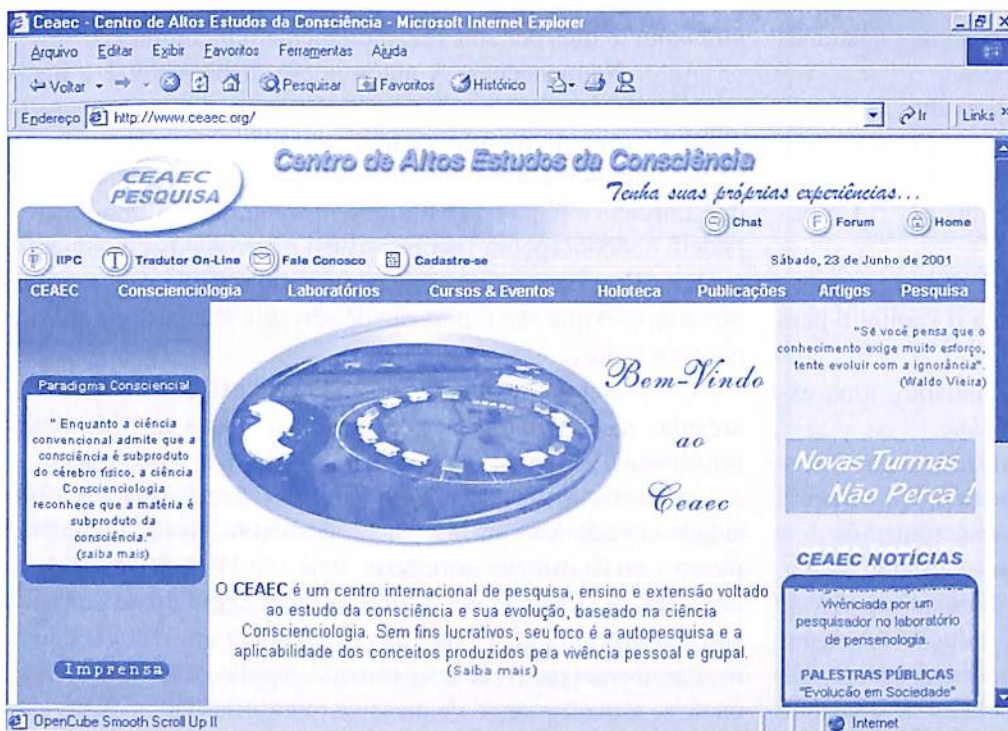 Ceaec - Centro de Altos Estudos da Consciência - Microsoft Internet Explorer
Arquivo Editar Exibir Favoritos Ferramentas Ajuda
Voltar Pesquisar Favoritos Histórico
Endereço http://www.ceaec.org/ Ir Links »
CEAEC
PESQUISA
Centro de Altos Estudos da Consciência
Tenha suas próprias experiências...
Chat F Forum Home
IIPC T Tradutor On-Line Fale Conosco Cadastre-se Sábado, 23 de Junho de 2001
CEAEC Conscienciologia Laboratórios Cursos & Eventos Holoteca Publicações Artigos Pesquisa
Paradigma Consciencial
" Enquanto a ciência
convencional admite que a
consciência é subproduto
do cérebro físico, a ciência
Conscienciologia
reconhece que a matéria é
subproduto da
consciência."
(saiba mais)
Imprensa
Bem-Vindo
ao
Ceaec
O CEAEC é um centro internacional de pesquisa, ensino e extensão voltado
ao estudo da consciência e sua evolução, baseado na ciência
Conscienciologia. Sem fins lucrativos, seu foco é a autopesquisa e a
aplicabilidade dos conceitos produzidos pela vivência pessoal e grupal.
(Saiba mais)
"Sé você pensa que o
conhecimento exige muito esforço,
tente evoluir com a ignorância".
(Waldo Vieira)
Novas Turmas
Não Perca !
CEAEC NOTÍCIAS
vivênciada por um
pesquisador no laboratório
de pensenologia.
PALESTRAS PÚBLICAS
"Evolução em Sociedade"
OpenCube Smooth Scroll Up II Internet